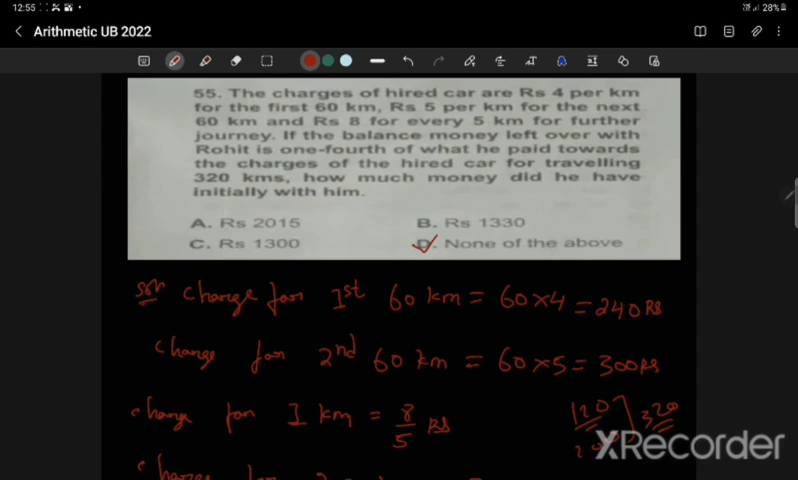 12:55
28%
Arithmetic UB 2022
55. The charges of hired car are Rs 4 per km
for the first 60 km, Rs 5 per km for the next
60 km and Rs 8 for every 5 km for further
journey. If the balance money left over with
Rohit is one-fourth of what he paid towards
the charges of the hired car for travelling
320 kms, how much money did he have
initially with him.
A. Rs 2015 B. Rs 1330
C. Rs 1300 D. None of the above
Solⁿ Charge for 1st 60 km = 60×4 = 240 Rs
Charge for 2nd 60 km = 60×5 = 300 Rs
Charge for 1 km = 8/5 Rs
120 320
XRecorder